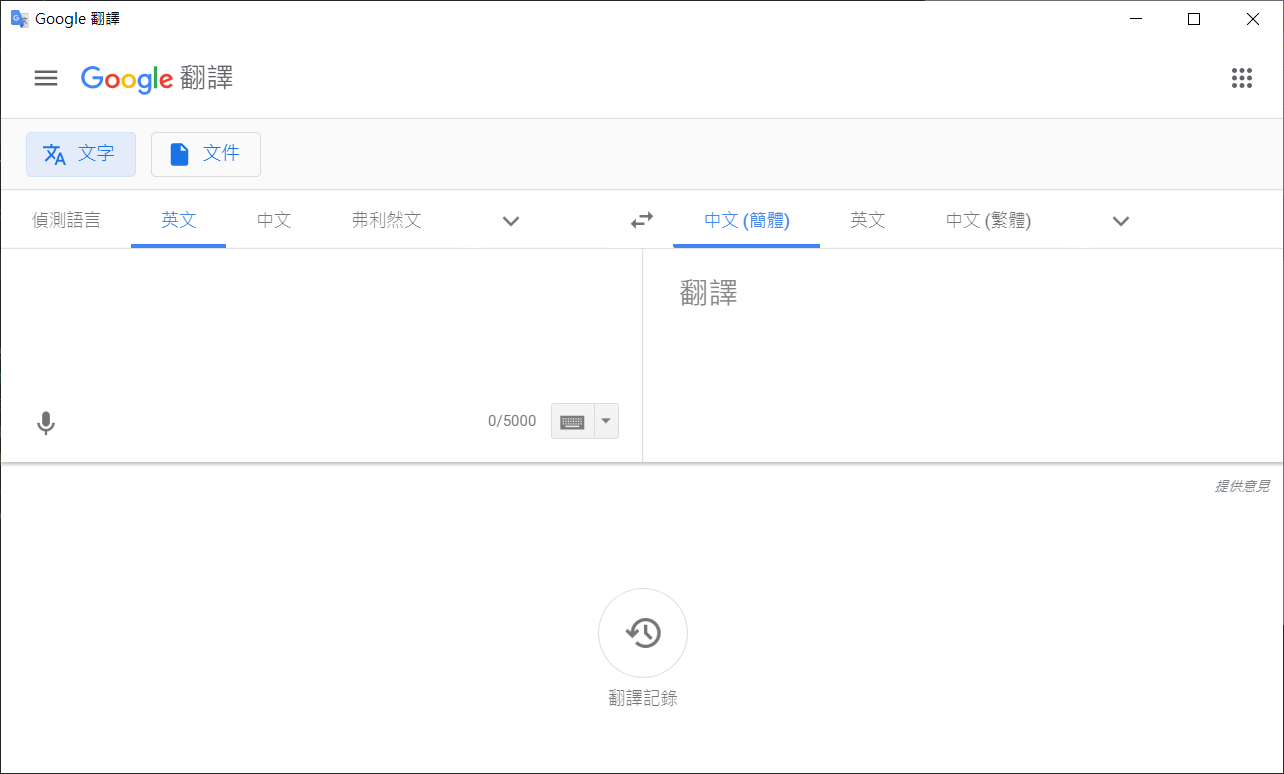 Google 翻譯
Google 翻譯
文字 文件
偵測語言 英文 中文 弗利然文 中文 (簡體) 英文 中文 (繁體)
翻譯
0/5000
提供意見
翻譯記錄